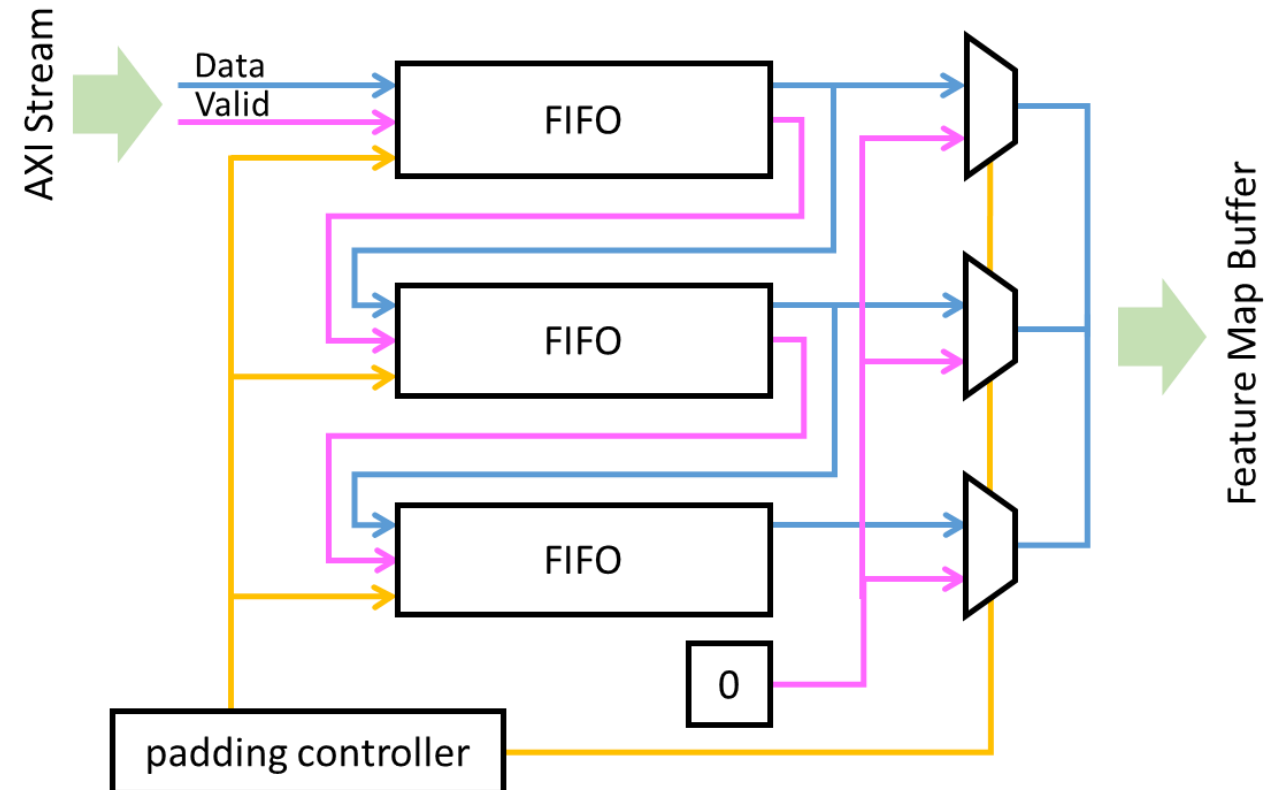 AXI Stream
Data
Valid
FIFO
FIFO
FIFO
0
padding controller
Feature Map Buffer